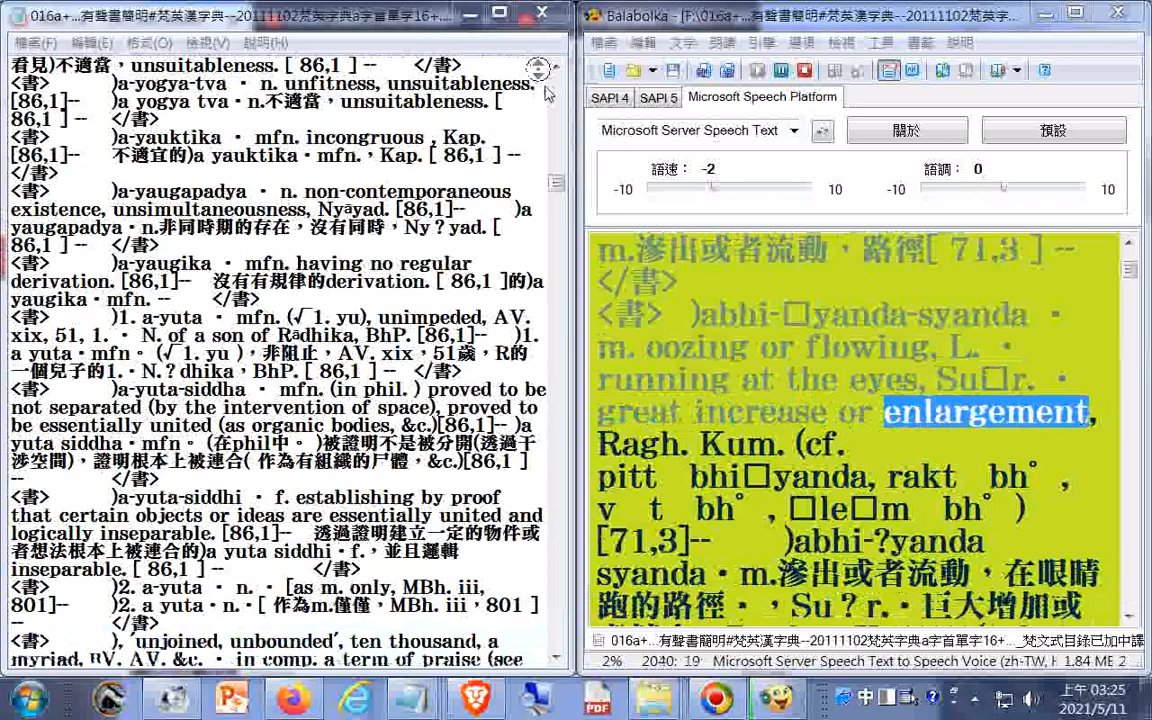 016a+...有聲書簡明#梵英漢字典--20111102梵英字典a字首單字16+...
檔案(F) 編輯(E) 格式(O) 檢視(V) 說明(H)
看見)不適當，unsuitableness. [ 86,1 ] -- </書>
<書> )a-yogya-tva · n. unfitness, unsuitableness.
[86,1]-- )a yogya tva · n.不適當，unsuitableness. [
86,1 ] -- </書>
<書> )a-yauktika · mfn. incongruous , Kap.
[86,1]-- 不適宜的)a yauktika · mfn.，Kap. [ 86,1 ] --
</書>
<書> )a-yaugapadya · n. non-contemporaneous
existence, unsimultaneousness, Nyāyad. [86,1]-- )a
yaugapadya · n.非同時期的存在，沒有同時，Ny？yad. [
86,1 ] -- </書>
<書> )a-yaugika · mfn. having no regular
derivation. [86,1]-- 沒有有規律的derivation. [ 86,1 ]的)a
yaugika · mfn. -- </書>
<書> )1. a-yuta · mfn. (√ 1. yu), unimpeded, AV.
xix, 51, 1. · N. of a son of Rādhika, BhP. [86,1]-- )1.
a yuta · mfn。(√ 1. yu )，非阻止，AV. xix，51歲，R的
一個兒子的1.· N.？dhika，BhP. [ 86,1 ] -- </書>
<書> )a-yuta-siddha · mfn. (in phil. ) proved to be
not separated (by the intervention of space), proved to
be essentially united (as organic bodies, &c.)[86,1]-- )a
yuta siddha · mfn。(在phil中。)被證明不是被分開(透過干
涉空間)，證明根本上被連合( 作為有組織的尸體，&c.)[86,1 ]
-- </書>
<書> )a-yuta-siddhi · f. establishing by proof
that certain objects or ideas are essentially united and
logically inseparable. [86,1]-- 透過證明建立一定的物件或
者想法根本上被連合的)a yuta siddhi · f.，並且邏輯
inseparable. [ 86,1 ] -- </書>
<書> )2. a-yuta · n. · [as m. only, MBh. iii,
801]-- )2. a yuta · n. · [ 作為m.僅僅，MBh. iii，801 ]
-- </書>
<書> ), 'unjoined, unbounded', ten thousand, a
myriad, RV. AV. &c. · in comp. a term of praise (see
Balabolka - [F:\016a+...有聲書簡明#梵英漢字典--20111102梵英字...
檔案 編輯 文字 朗讀 引擎 選項 檢視 工具 書籤 說明
SAPI 4 SAPI 5 Microsoft Speech Platform
Microsoft Server Speech Text 關於 預設
語速： -2 語調： 0
-10 10 -10 10
m.滲出或者流動，路徑[ 71,3 ] --
</書>
<書> )abhi-□yanda-syandha ·
m. oozing or flowing, L. ·
running at the eyes, Su□r. ·
great increase or enlargement,
Ragh. Kum. (cf.
pitt bhi□yanda, rakt bh°,
v t bh°, □le□m bh° )
[71,3]-- )abhi-?yanda
syanda · m.滲出或者流動，在眼睛
跑的路徑·，Su？r.· 巨大增加或
016a+...有聲書簡明#梵英漢字典--20111102梵英字典a字首單字16+..._梵文式目錄已加中譯
2% 2040: 19 Microsoft Server Speech Text to Speech Voice (zh-TW, H 1.84 MB 2
中
上午 03:25
2021/5/11